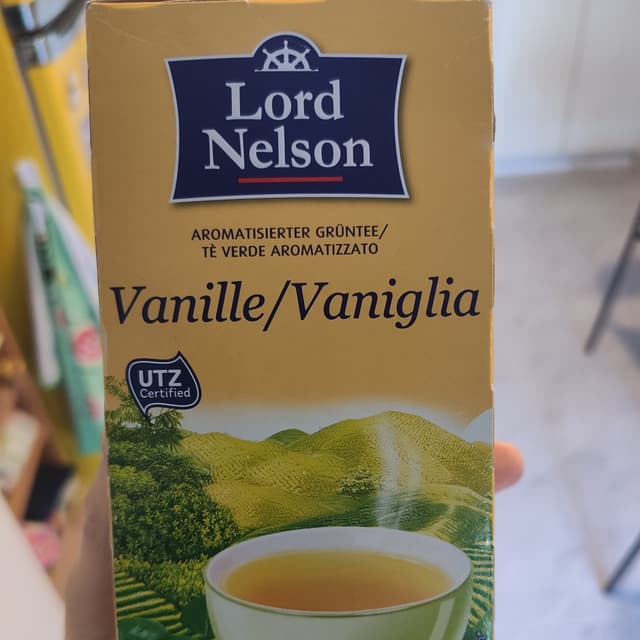 Lord
Nelson
AROMATISIERTER GRÜNTEE/
TÈ VERDE AROMATIZZATO
Vanille/Vaniglia
UTZ
Certified